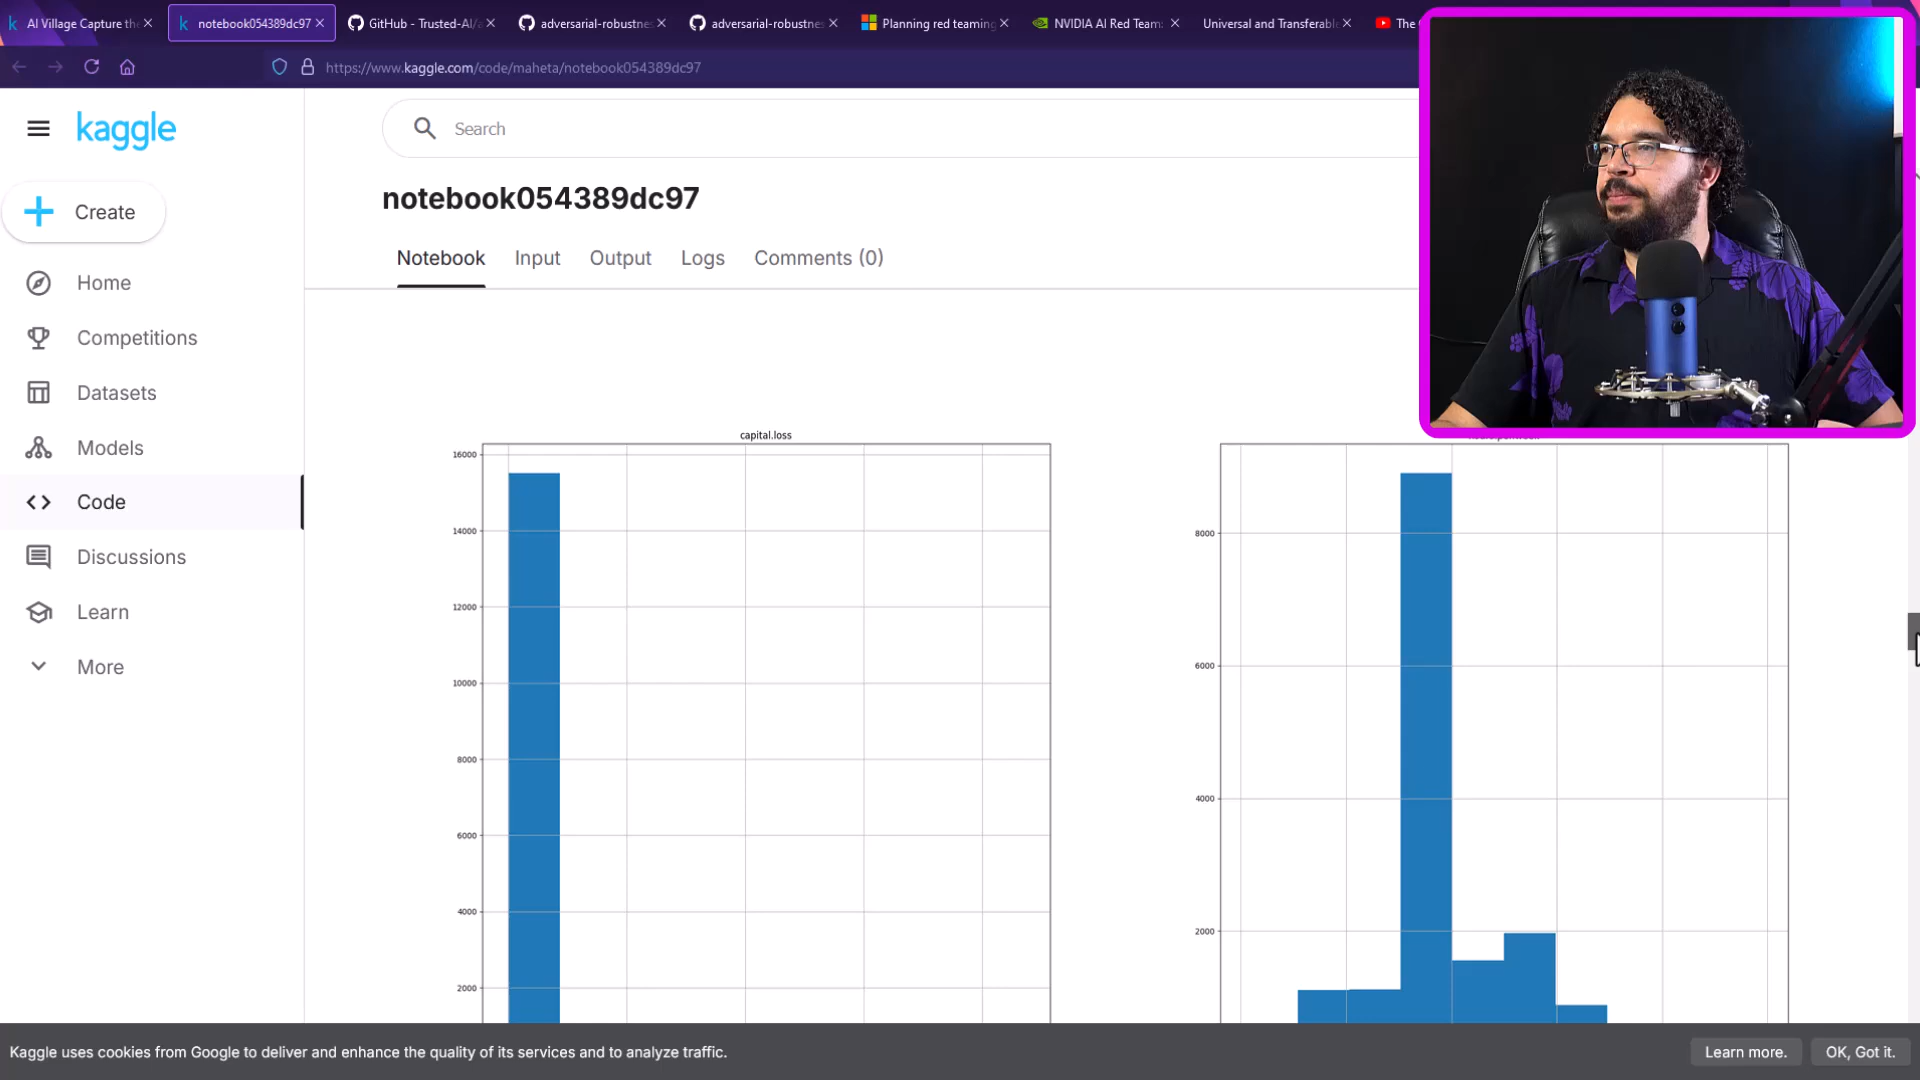 AI Village Capture the
notebook054389dc97
GitHub - Trusted-AI/a
adversarial-robustnes
adversarial-robustnes
Planning red teaming
NVIDIA AI Red Team:
Universal and Transferabl
The
https://www.kaggle.com/code/maheta/notebook054389dc97
kaggle
Search
Create
notebook054389dc97
Notebook
Input
Output
Logs
Comments (0)
Home
Competitions
Datasets
Models
Code
Discussions
Learn
More
capital.loss
16000
14000
12000
10000
8000
6000
4000
2000
8000
6000
4000
2000
Kaggle uses cookies from Google to deliver and enhance the quality of its services and to analyze traffic.
Learn more.
OK, Got it.